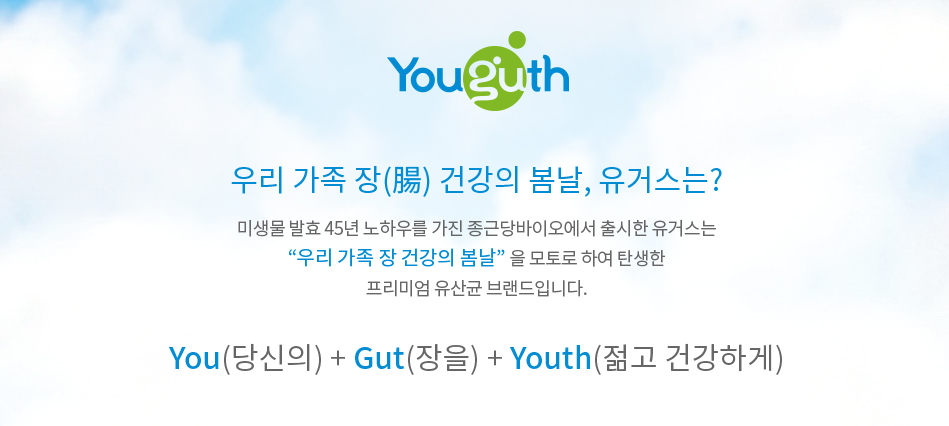 Youguth
우리 가족 장(腸) 건강의 봄날, 유거스는?
미생물 발효 45년 노하우를 가진 종근당바이오에서 출시한 유거스는
“우리 가족 장 건강의 봄날” 을 모토로 하여 탄생한
프리미엄 유산균 브랜드입니다.
You(당신의) + Gut(장을) + Youth(젊고 건강하게)